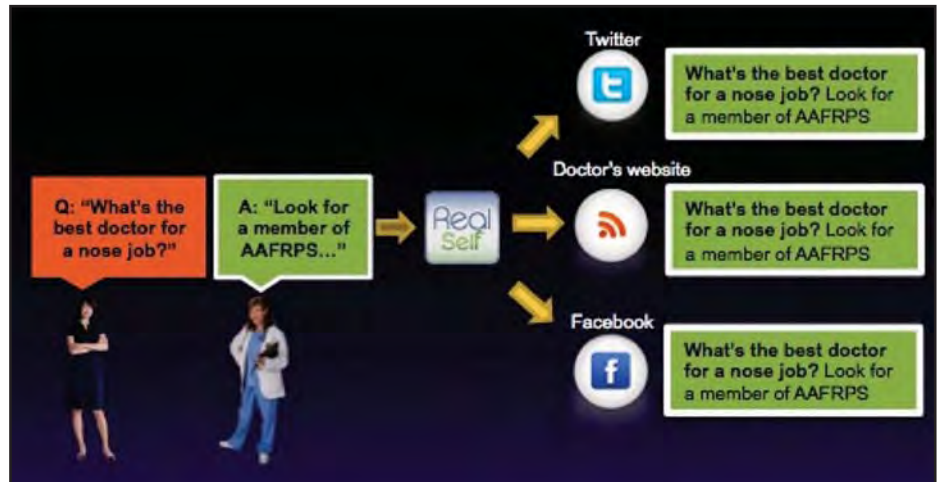 Q: “What's the
best doctor for
a nose job?”
A: “Look for
a member of
AAFRPS...”
Real
Self
Twitter
t
What's the best doctor
for a nose job? Look for
a member of AAFRPS
Doctor's website
What's the best doctor
for a nose job? Look for
a member of AAFRPS
Facebook
f
What's the best doctor
for a nose job? Look for
a member of AAFRPS